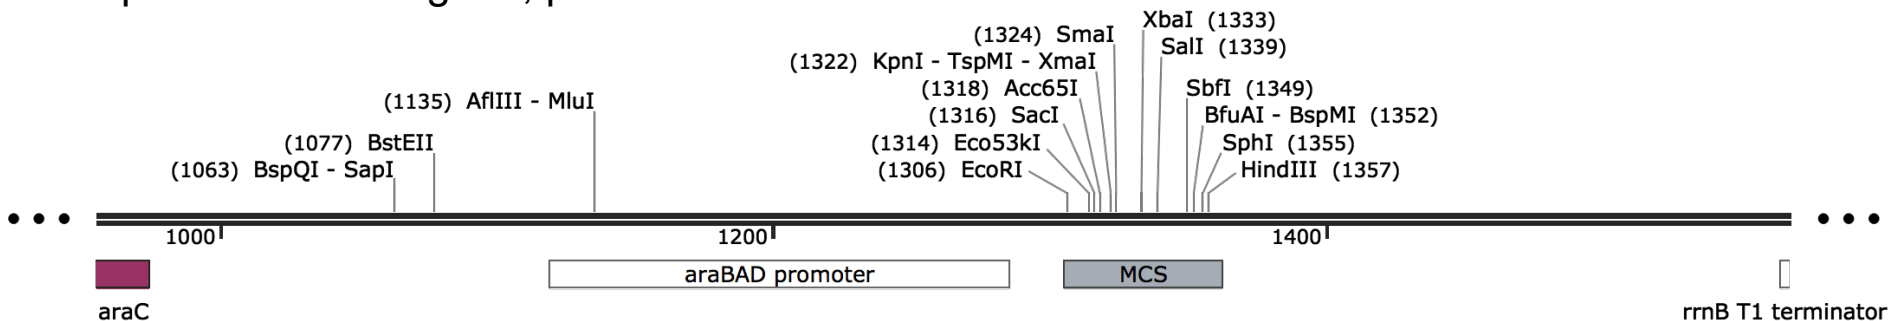 (1324) SmaI
XbaI (1333)
(1322) KpnI - TspMI - XmaI
SalI (1339)
(1135) AflIII - MluI
(1318) Acc65I
SbfI (1349)
(1316) SacI
BfuAI - BspMI (1352)
(1077) BstEII
(1314) Eco53kI
SphI (1355)
(1063) BspQI - SapI
(1306) EcoRI
HindIII (1357)
1000
1200
1400
araBAD promoter
MCS
araC
rrnB T1 terminator